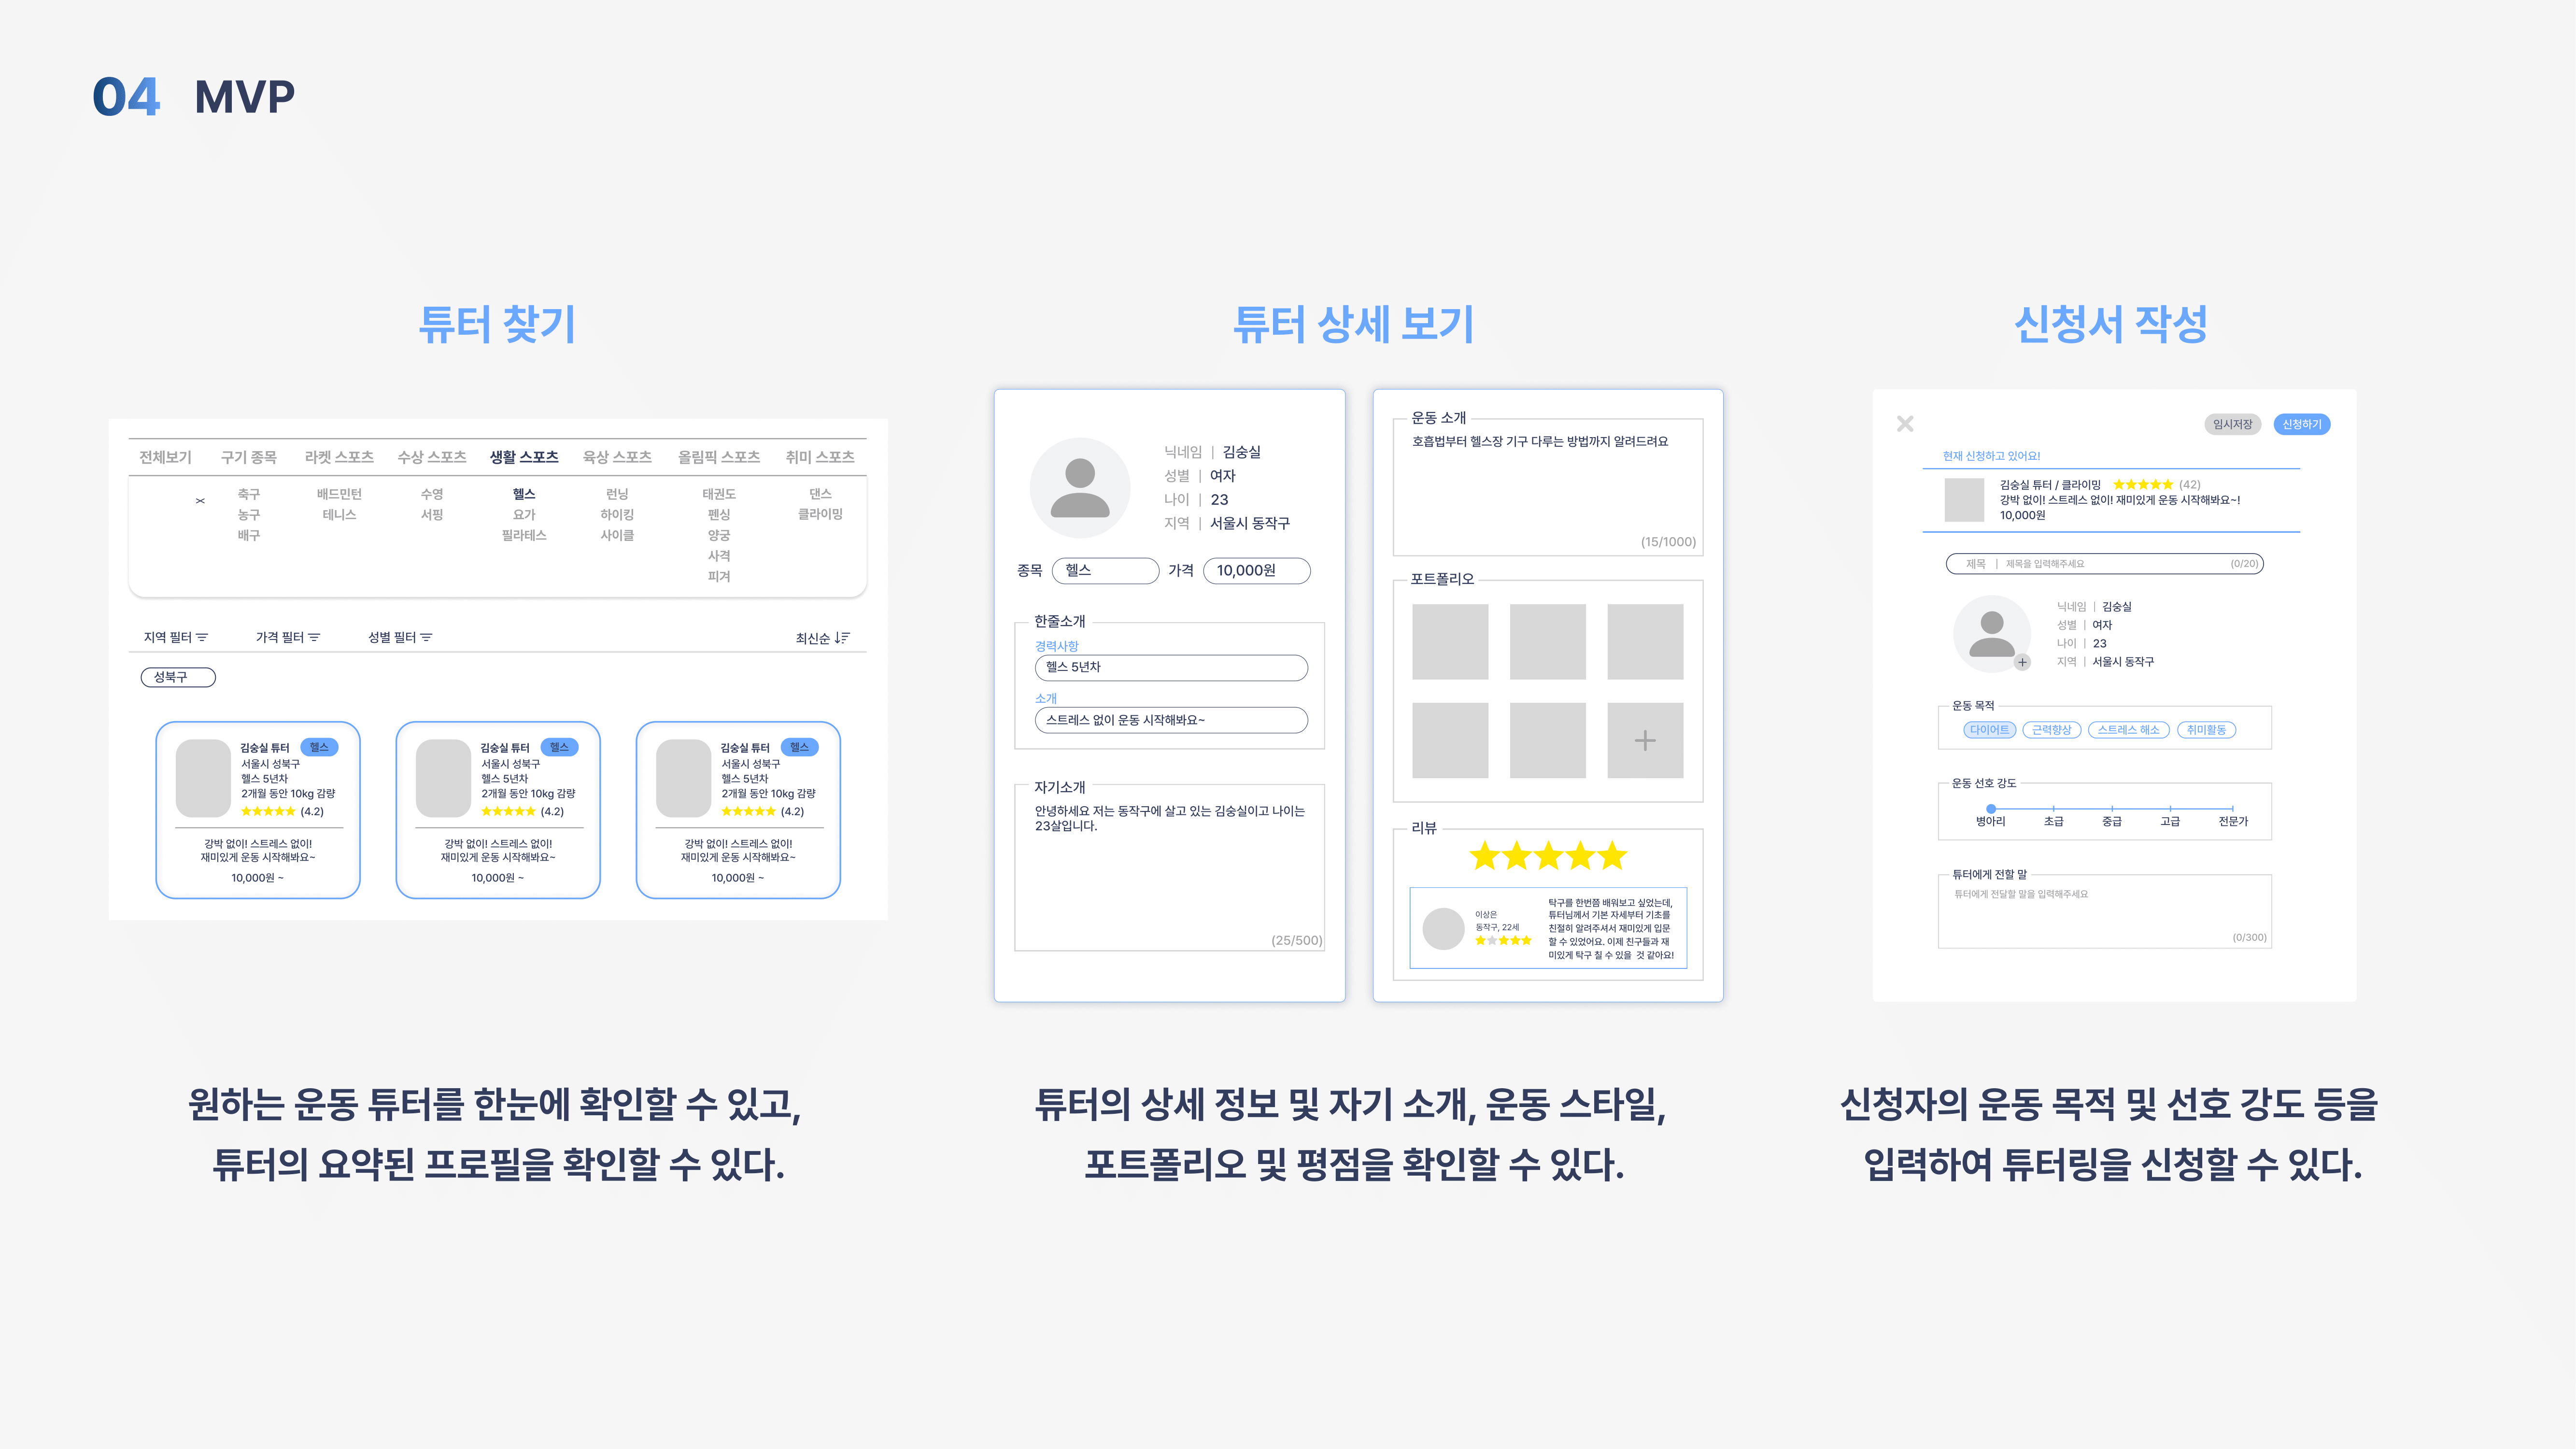 04 MVP
튜터 찾기
전체보기 구기 종목 라켓 스포츠 수상 스포츠 생활 스포츠 육상 스포츠 올림픽 스포츠 취미 스포츠
축구 배드민턴 수영 헬스 런닝 태권도 댄스
농구 테니스 서핑 요가 하이킹 펜싱 클라이밍
배구 필라테스 사이클 양궁
사격
피겨
지역 필터 가격 필터 성별 필터 최신순
성북구
김숭실 튜터 헬스
서울시 성북구
헬스 5년차
2개월 동안 10kg 감량
★★★★★ (4.2)
강박 없이! 스트레스 없이!
재미있게 운동 시작해봐요~
10,000원 ~
김숭실 튜터 헬스
서울시 성북구
헬스 5년차
2개월 동안 10kg 감량
★★★★★ (4.2)
강박 없이! 스트레스 없이!
재미있게 운동 시작해봐요~
10,000원 ~
김숭실 튜터 헬스
서울시 성북구
헬스 5년차
2개월 동안 10kg 감량
★★★★★ (4.2)
강박 없이! 스트레스 없이!
재미있게 운동 시작해봐요~
10,000원 ~
원하는 운동 튜터를 한눈에 확인할 수 있고,
튜터의 요약된 프로필을 확인할 수 있다.
튜터 상세 보기
닉네임 | 김숭실
성별 | 여자
나이 | 23
지역 | 서울시 동작구
종목 헬스 가격 10,000원
한줄소개
경력사항
헬스 5년차
소개
스트레스 없이 운동 시작해봐요~
자기소개
안녕하세요 저는 동작구에 살고 있는 김숭실이고 나이는
23살입니다.
(25/500)
운동 소개
호흡법부터 헬스장 기구 다루는 방법까지 알려드려요
(15/1000)
포트폴리오
리뷰
★★★★★
이상은
동작구, 22세
★★★★★
탁구를 한번쯤 배워보고 싶었는데,
튜터님께서 기본 자세부터 기초를
친절히 알려주셔서 재미있게 입문
할 수 있었어요. 이제 친구들과 재
미있게 탁구 칠 수 있을 것 같아요!
튜터의 상세 정보 및 자기 소개, 운동 스타일,
포트폴리오 및 평점을 확인할 수 있다.
신청서 작성
임시저장 신청하기
현재 신청하고 있어요!
김숭실 튜터 / 클라이밍 ★★★★★ (42)
강박 없이! 스트레스 없이! 재미있게 운동 시작해봐요~!
10,000원
제목 | 제목을 입력해주세요 (0/20)
닉네임 | 김숭실
성별 | 여자
나이 | 23
지역 | 서울시 동작구
운동 목적
다이어트 근력향상 스트레스 해소 취미활동
운동 선호 강도
병아리 초급 중급 고급 전문가
튜터에게 전할 말
튜터에게 전달할 말을 입력해주세요
(0/300)
신청자의 운동 목적 및 선호 강도 등을
입력하여 튜터링을 신청할 수 있다.